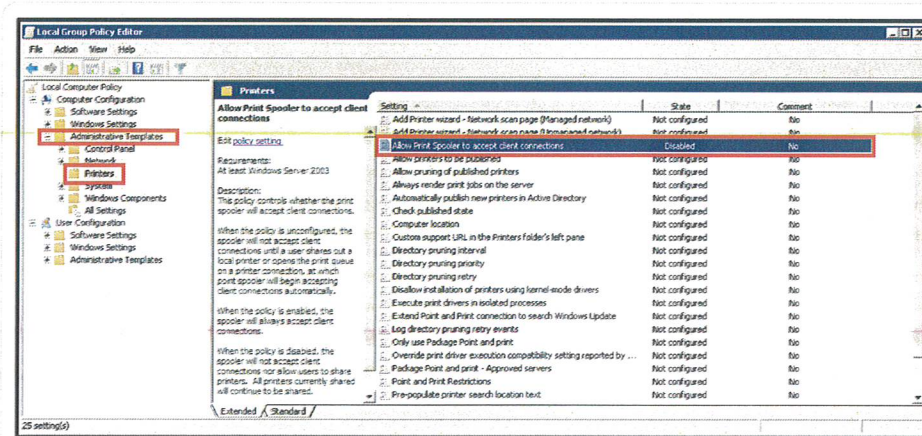 Local Group Policy Editor
File Action View Help
Local Computer Policy
Computer Configuration
Software Settings
Windows Settings
Administrative Templates
Control Panel
Network
Printers
System
Windows Components
All Settings
User Configuration
Software Settings
Windows Settings
Administrative Templates
Printers
Allow Print Spooler to accept client
connections
Edit policy setting
Requirements:
At least Windows Server 2003
Description:
This policy controls whether the print
spooler will accept client connections.
When the policy is unconfigured, the
spooler will not accept client
connections until a user shares out a
local printer or opens the print queue
on a printer connection, at which
point spooler will begin accepting
client connections automatically.
When the policy is enabled, the
spooler will always accept client
connections.
When the policy is disabled, the
spooler will not accept client
connections nor allow users to share
printers. All printers currently shared
will continue to be shared.
Setting State Comment
Add Printer wizard - Network scan page (Managed network) Not configured No
Add Printer wizard - Network scan page (Unmanaged network) Not configured No
Allow Print Spooler to accept client connections Disabled No
Allow printers to be published Not configured No
Allow pruning of published printers Not configured No
Always render print jobs on the server Not configured No
Automatically publish new printers in Active Directory Not configured No
Check published state Not configured No
Computer location Not configured No
Custom support URL in the Printers folder's left pane Not configured No
Directory pruning interval Not configured No
Directory pruning priority Not configured No
Directory pruning retry Not configured No
Disallow installation of printers using kernel-mode drivers Not configured No
Execute print drivers in isolated processes Not configured No
Extend Point and Print connection to search Windows Update Not configured No
Log directory pruning retry events Not configured No
Only use Package Point and print Not configured No
Override print driver execution compatibility setting reported by ... Not configured No
Package Point and print - Approved servers Not configured No
Point and Print Restrictions Not configured No
Pre-populate printer search location text Not configured No
Extended Standard
25 setting(s)